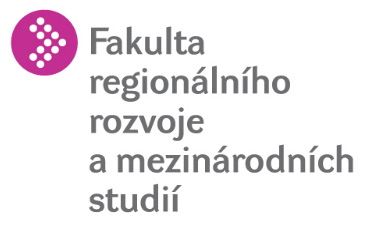 Fakulta
regionálního
rozvoje
a mezinárodních
studií